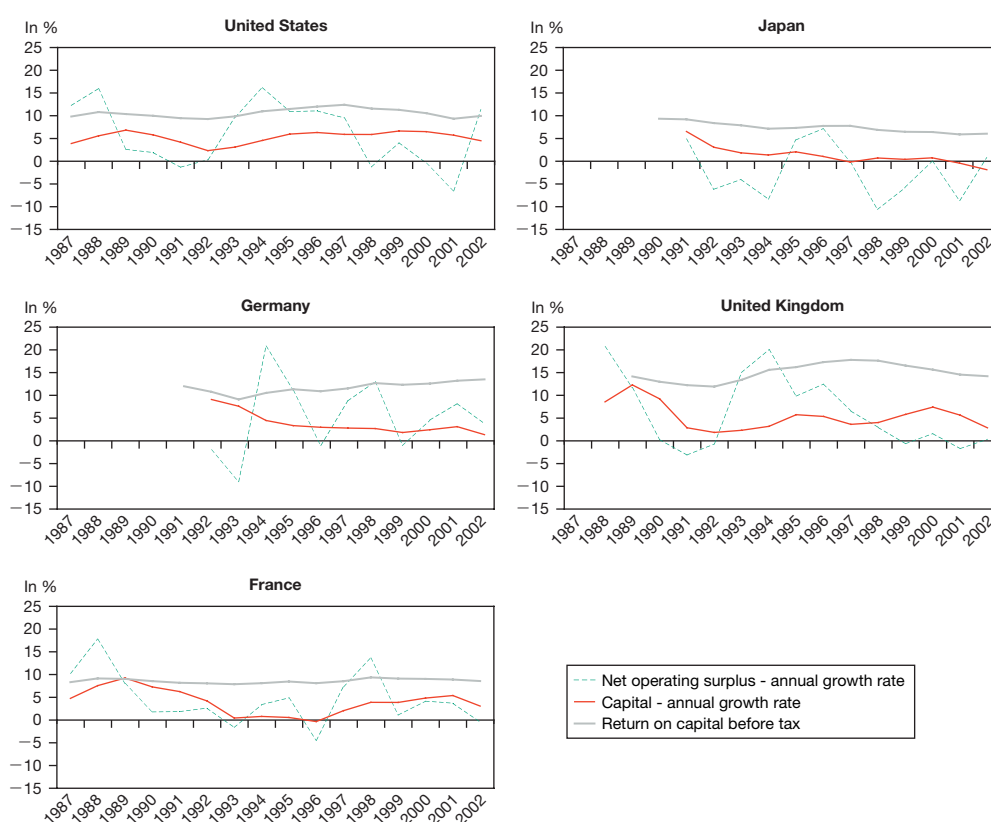 In %
United States
25
20
15
10
5
0
−5
−10
−15
1987 1988 1989 1990 1991 1992 1993 1994 1995 1996 1997 1998 1999 2000 2001 2002
In %
Japan
25
20
15
10
5
0
−5
−10
−15
1987 1988 1989 1990 1991 1992 1993 1994 1995 1996 1997 1998 1999 2000 2001 2002
In %
Germany
25
20
15
10
5
0
−5
−10
−15
1987 1988 1989 1990 1991 1992 1993 1994 1995 1996 1997 1998 1999 2000 2001 2002
In %
United Kingdom
25
20
15
10
5
0
−5
−10
−15
1987 1988 1989 1990 1991 1992 1993 1994 1995 1996 1997 1998 1999 2000 2001 2002
In %
France
25
20
15
10
5
0
−5
−10
−15
1987 1988 1989 1990 1991 1992 1993 1994 1995 1996 1997 1998 1999 2000 2001 2002
Net operating surplus - annual growth rate
Capital - annual growth rate
Return on capital before tax